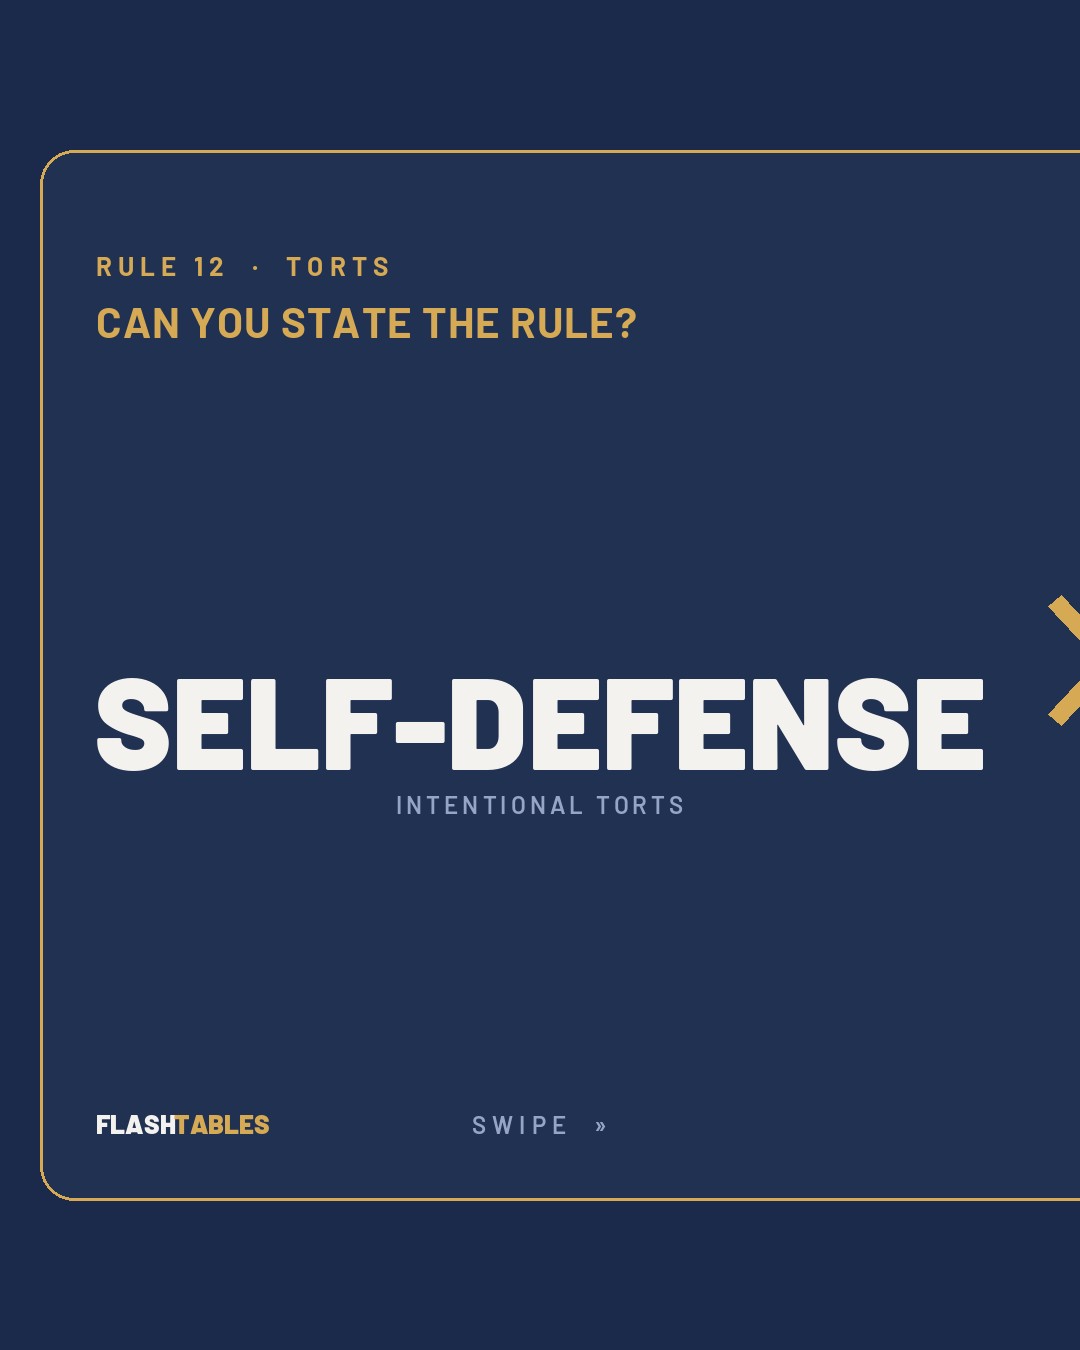 RULE 12 · TORTS
CAN YOU STATE THE RULE?
SELF-DEFENSE
INTENTIONAL TORTS
FLASHTABLES
SWIPE »